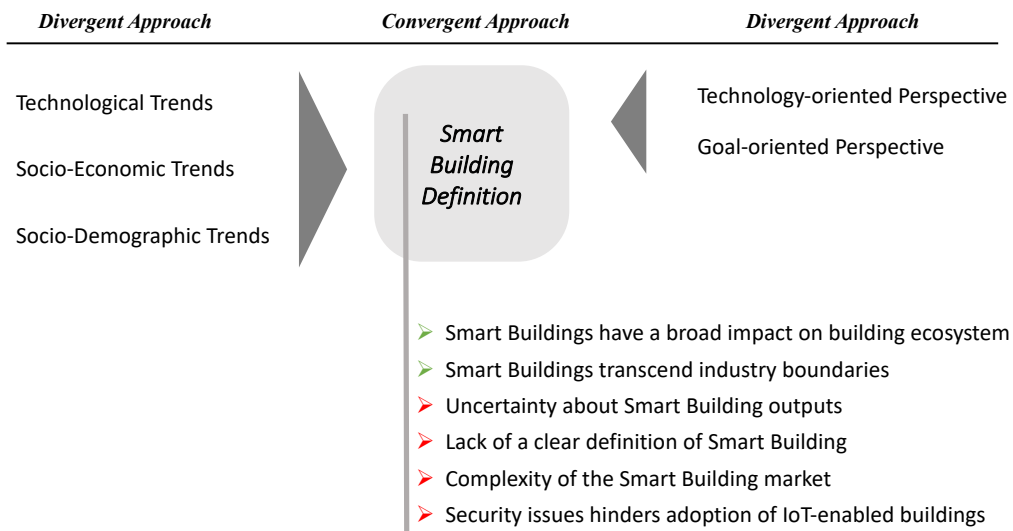 Divergent Approach
Convergent Approach
Divergent Approach
Technological Trends
Socio-Economic Trends
Socio-Demographic Trends
Smart
Building
Definition
Technology-oriented Perspective
Goal-oriented Perspective
Smart Buildings have a broad impact on building ecosystem
Smart Buildings transcend industry boundaries
Uncertainty about Smart Building outputs
Lack of a clear definition of Smart Building
Complexity of the Smart Building market
Security issues hinders adoption of IoT-enabled buildings